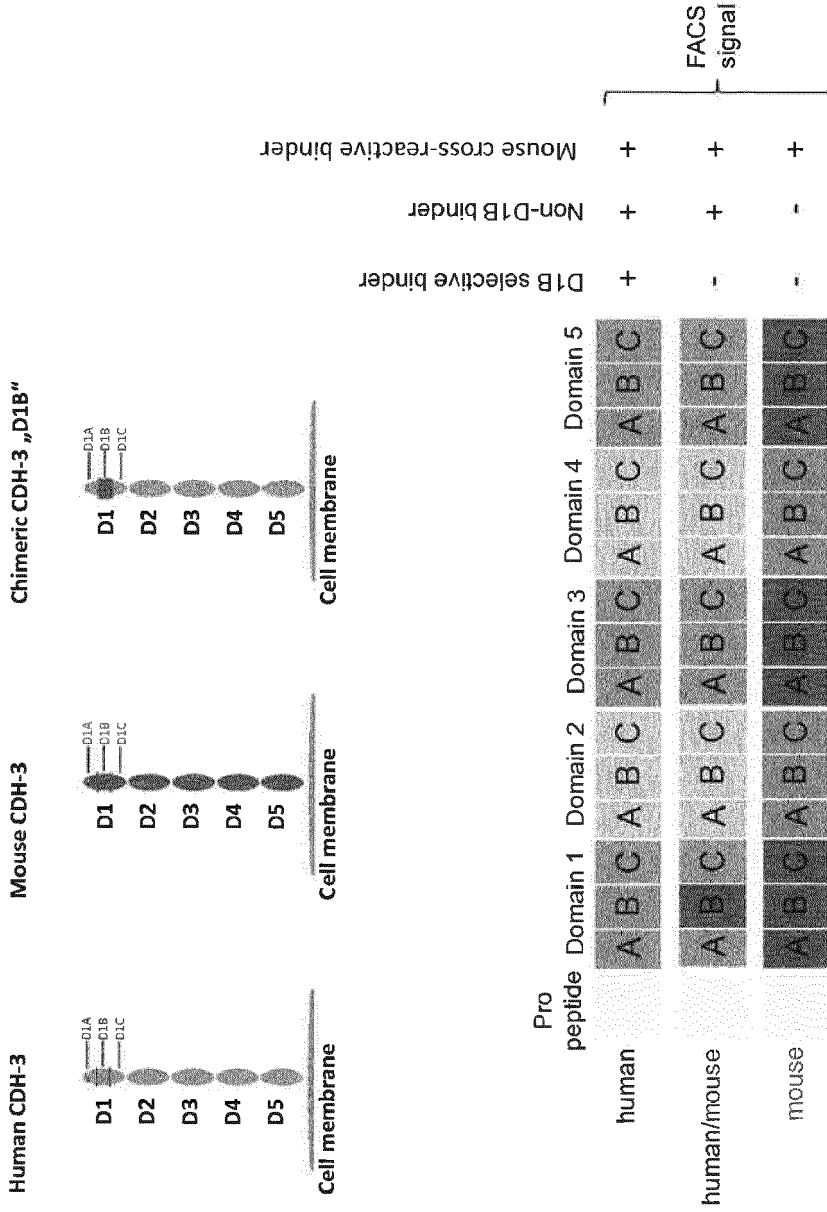 Human CDH-3
Mouse CDH-3
Chimeric CDH-3 „D1B“
D1A
D1B
D1C
D1
D2
D3
D4
D5
Cell membrane
D1A
D1B
D1C
D1
D2
D3
D4
D5
Cell membrane
D1A
D1B
D1C
D1
D2
D3
D4
D5
Cell membrane
Pro
peptide
Domain 1
Domain 2
Domain 3
Domain 4
Domain 5
D1B selective binder
Non-D1B binder
Mouse cross-reactive binder
human
A B C A B C A B C A B C A B C
+ + +
human/mouse
A B C A B C A B C A B C A B C
- + +
mouse
A B C A B C A B C A B C A B C
- - +
FACS
signal